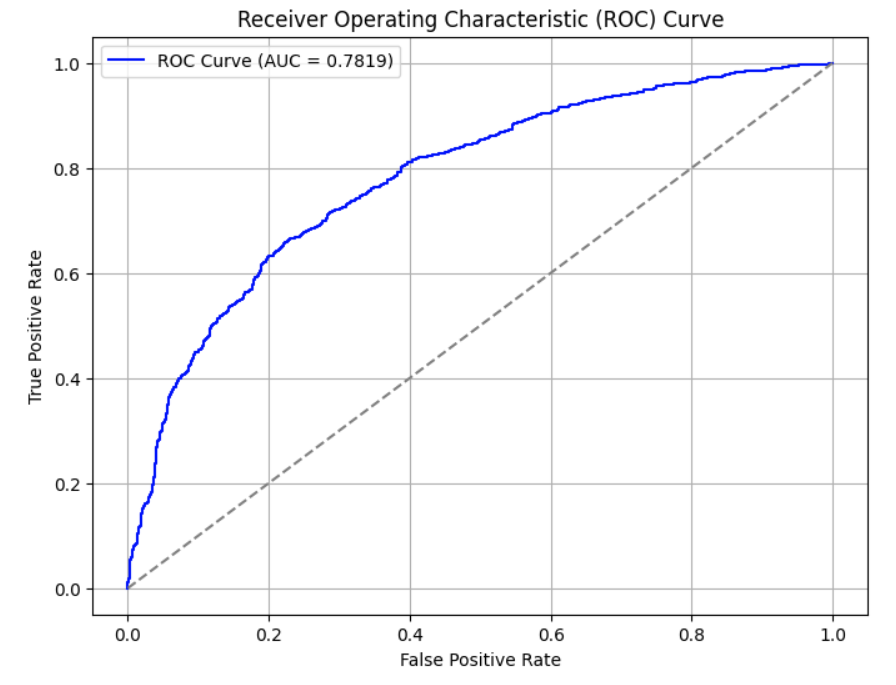 Receiver Operating Characteristic (ROC) Curve
ROC Curve (AUC = 0.7819)
1.0
0.8
0.6
0.4
0.2
0.0
True Positive Rate
0.0 0.2 0.4 0.6 0.8 1.0
False Positive Rate